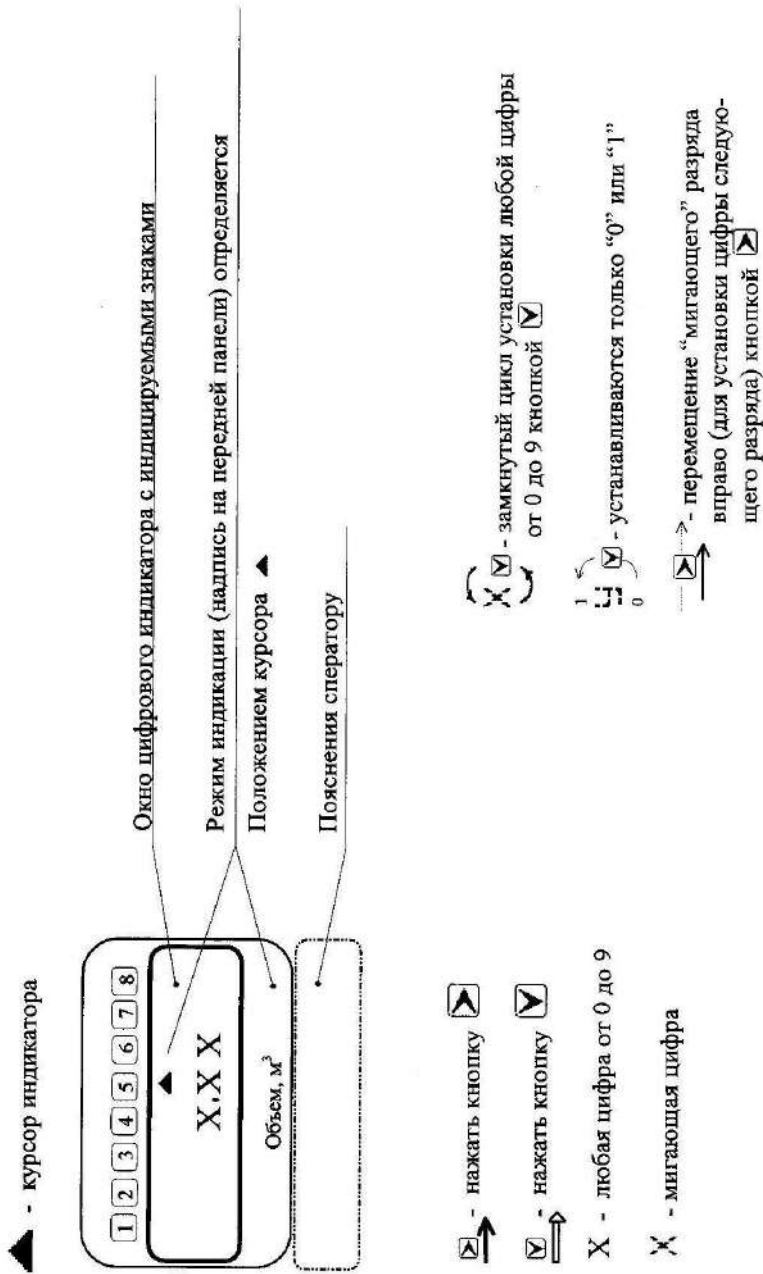 - курсор индикатора
1 2 3 4 5 6 7 8
X,X X
Объем, м³
Окно цифрового индикатора с индицируемыми знаками
Режим индикации (надпись на передней панели) определяется
Положением курсора
Пояснения сператору
- нажать кнопку
- нажать кнопку
X - любая цифра от 0 до 9
X - мигающая цифра
X - замкнутый цикл установки любой цифры
от 0 до 9 кнопкой
1
0
- устанавливаются только “0” или “1”
- перемещение “мигающего” разряда
вправо (для установки цифры следую-
щего разряда) кнопкой